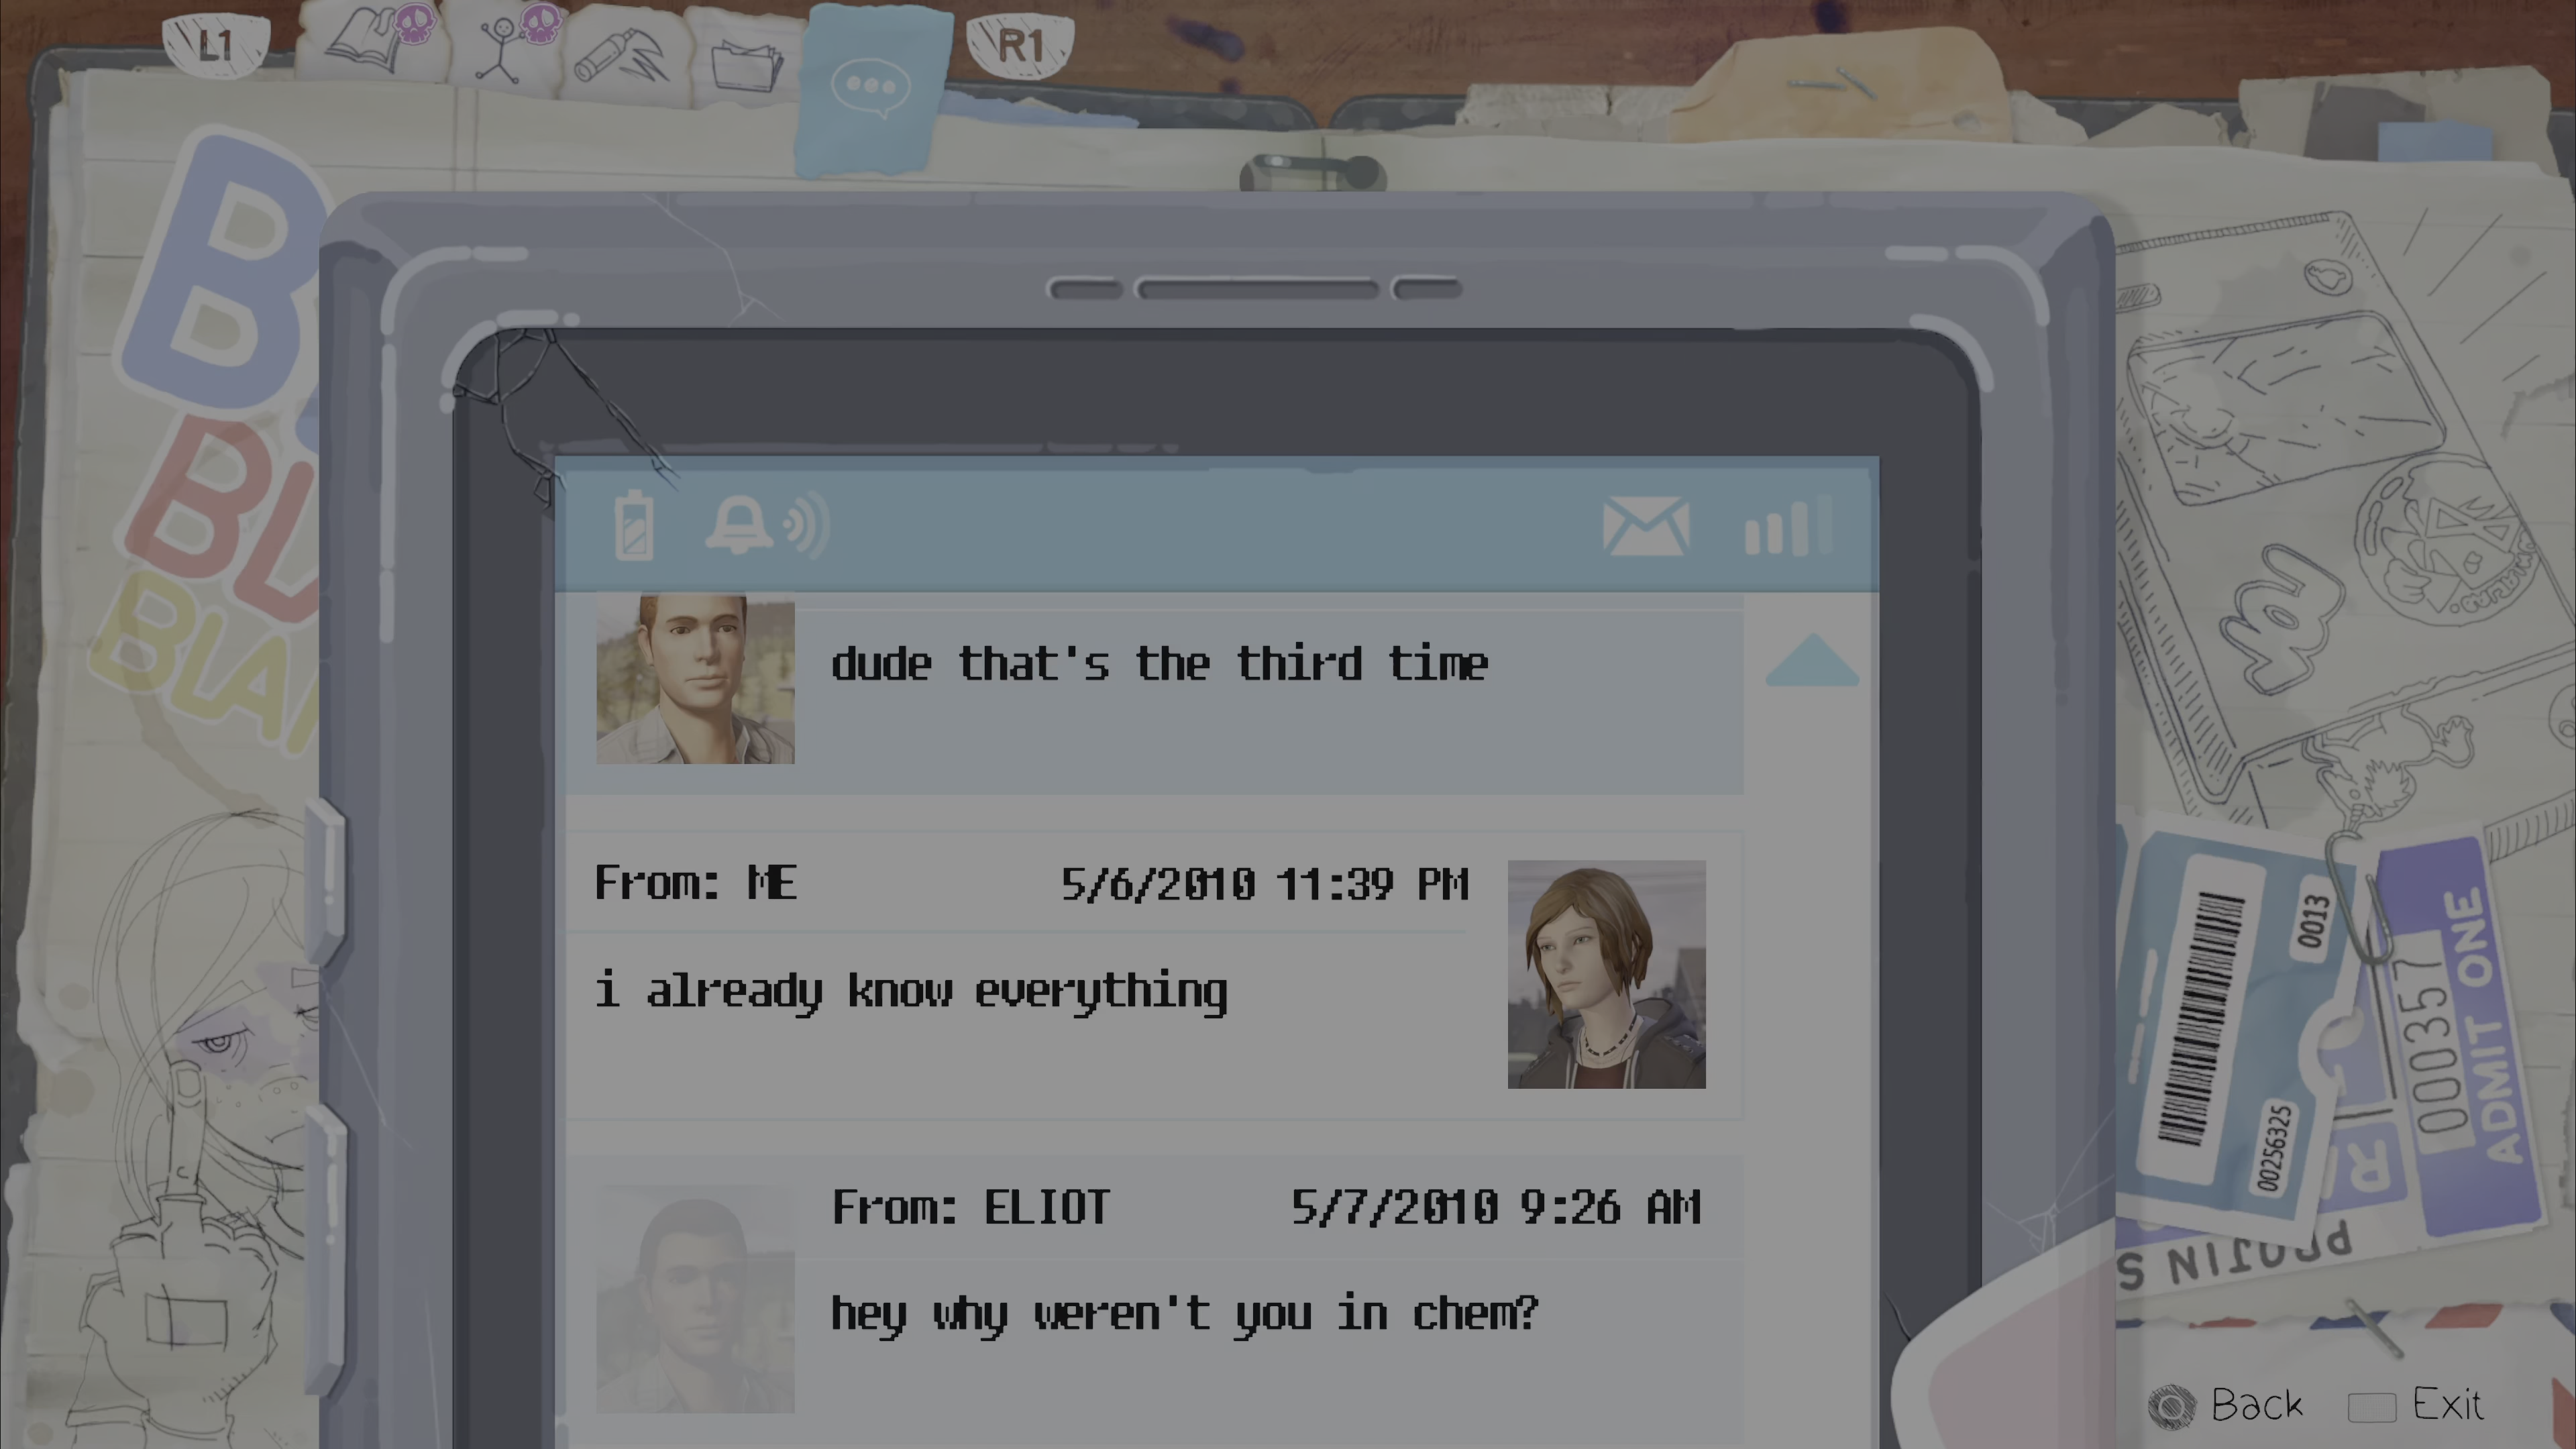 L1
R1
B
BL
BLA
dude that's the third time
From: ME 5/6/2010 11:39 PM
i already know everything
From: ELIOT 5/7/2010 9:26 AM
hey why weren't you in chem?
0013
00256325
000357
ADMIT ONE
Back
Exit